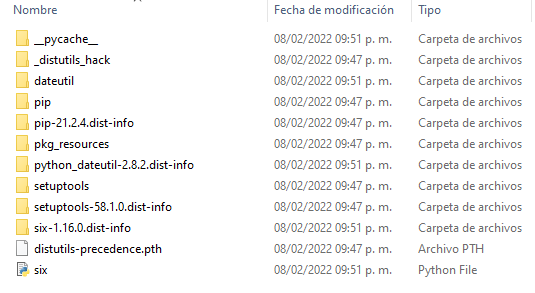 Nombre Fecha de modificación Tipo
__pycache__ 08/02/2022 09:51 p. m. Carpeta de archivos
_distutils_hack 08/02/2022 09:47 p. m. Carpeta de archivos
dateutil 08/02/2022 09:51 p. m. Carpeta de archivos
pip 08/02/2022 09:47 p. m. Carpeta de archivos
pip-21.2.4.dist-info 08/02/2022 09:47 p. m. Carpeta de archivos
pkg_resources 08/02/2022 09:47 p. m. Carpeta de archivos
python_dateutil-2.8.2.dist-info 08/02/2022 09:51 p. m. Carpeta de archivos
setuptools 08/02/2022 09:47 p. m. Carpeta de archivos
setuptools-58.1.0.dist-info 08/02/2022 09:47 p. m. Carpeta de archivos
six-1.16.0.dist-info 08/02/2022 09:51 p. m. Carpeta de archivos
distutils-precedence.pth 08/02/2022 09:47 p. m. Archivo PTH
six 08/02/2022 09:51 p. m. Python File